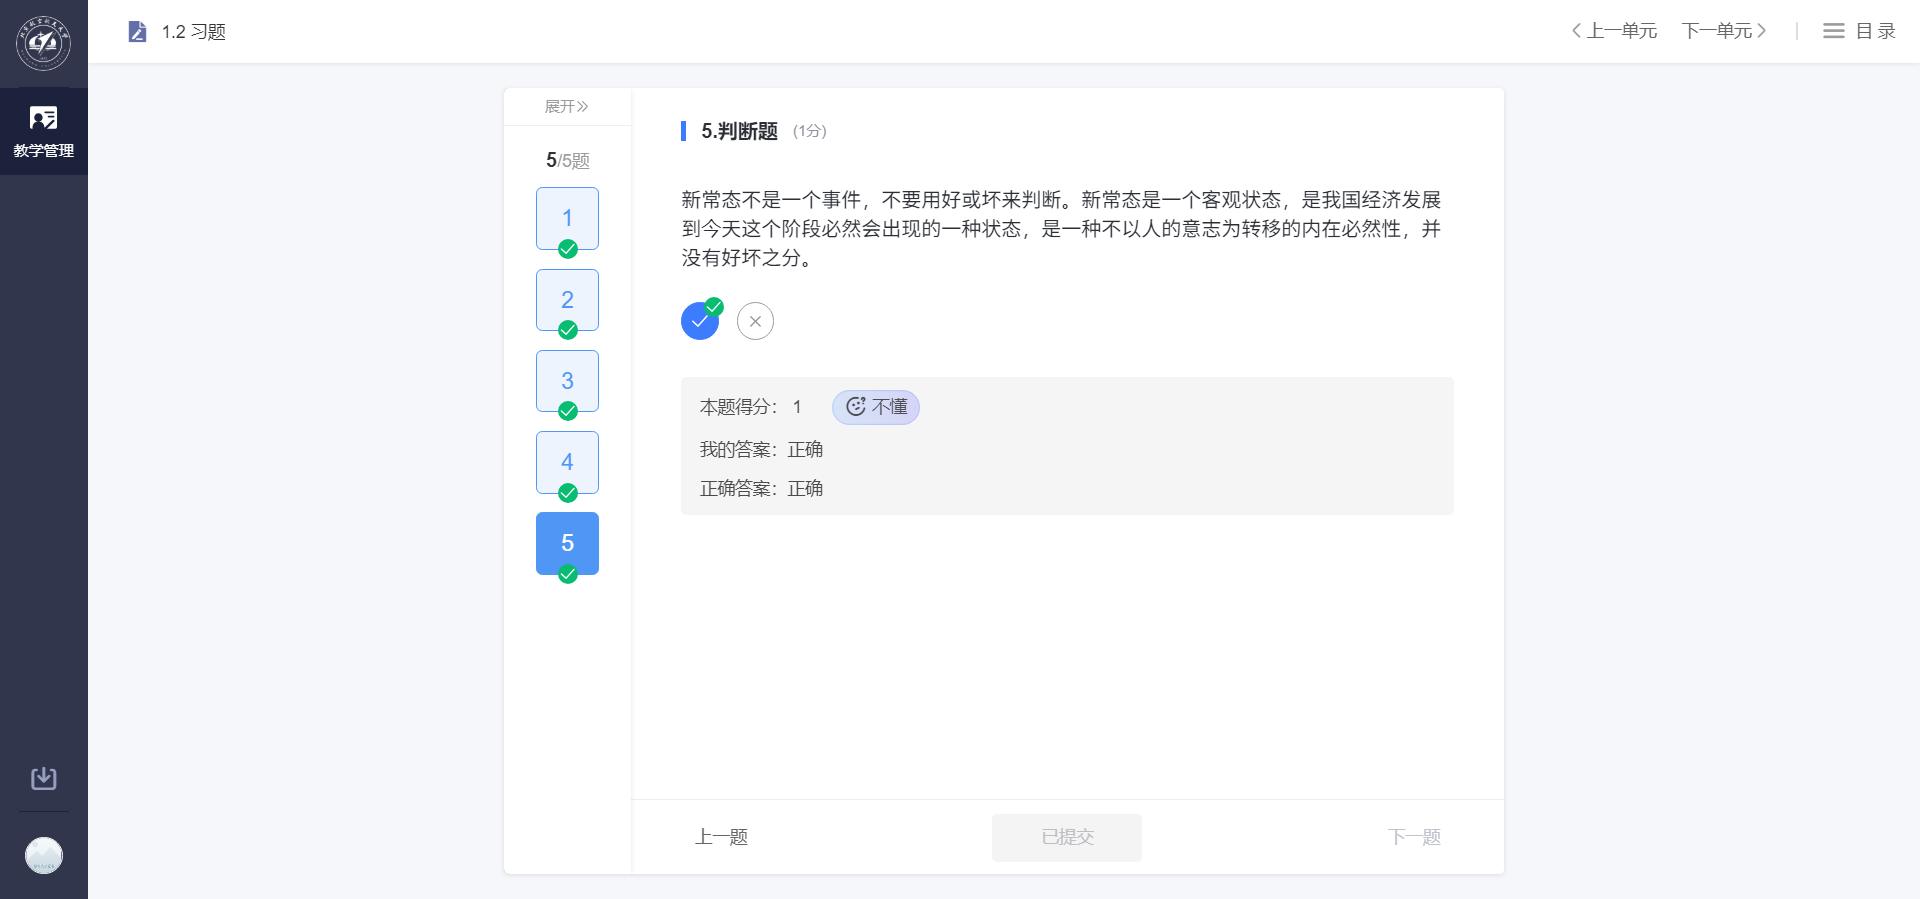 1.2 习题
上一单元
下一单元
目录
教学管理
展开
5/5题
1
2
3
4
5
5.判断题 (1分)
新常态不是一个事件，不要用好或坏来判断。新常态是一个客观状态，是我国经济发展
到今天这个阶段必然会出现的一种状态，是一种不以人的意志为转移的内在必然性，并
没有好坏之分。
本题得分： 1 不懂
我的答案：正确
正确答案：正确
上一题
已提交
下一题